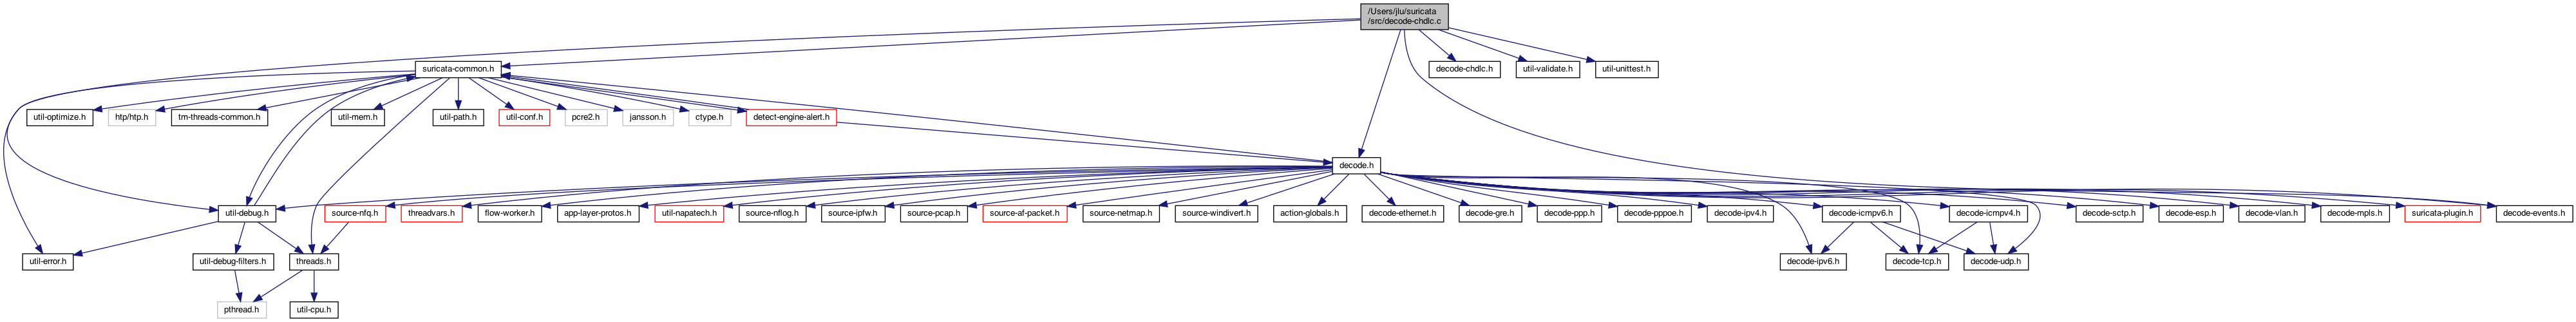 /Users/jlu/suricata
/src/decode-chdlc.c
suricata-common.h
decode-chdlc.h
util-validate.h
util-unittest.h
util-optimize.h
htp/htp.h
tm-threads-common.h
util-mem.h
util-path.h
util-conf.h
pcre2.h
jansson.h
ctype.h
detect-engine-alert.h
decode.h
util-debug.h
source-nfq.h
threadvars.h
flow-worker.h
app-layer-protos.h
util-napatech.h
source-nflog.h
source-ipfw.h
source-pcap.h
source-af-packet.h
source-netmap.h
source-windivert.h
action-globals.h
decode-ethernet.h
decode-gre.h
decode-ppp.h
decode-pppoe.h
decode-ipv4.h
decode-icmpv6.h
decode-icmpv4.h
decode-sctp.h
decode-esp.h
decode-vlan.h
decode-mpls.h
suricata-plugin.h
decode-events.h
util-error.h
util-debug-filters.h
threads.h
decode-ipv6.h
decode-tcp.h
decode-udp.h
pthread.h
util-cpu.h